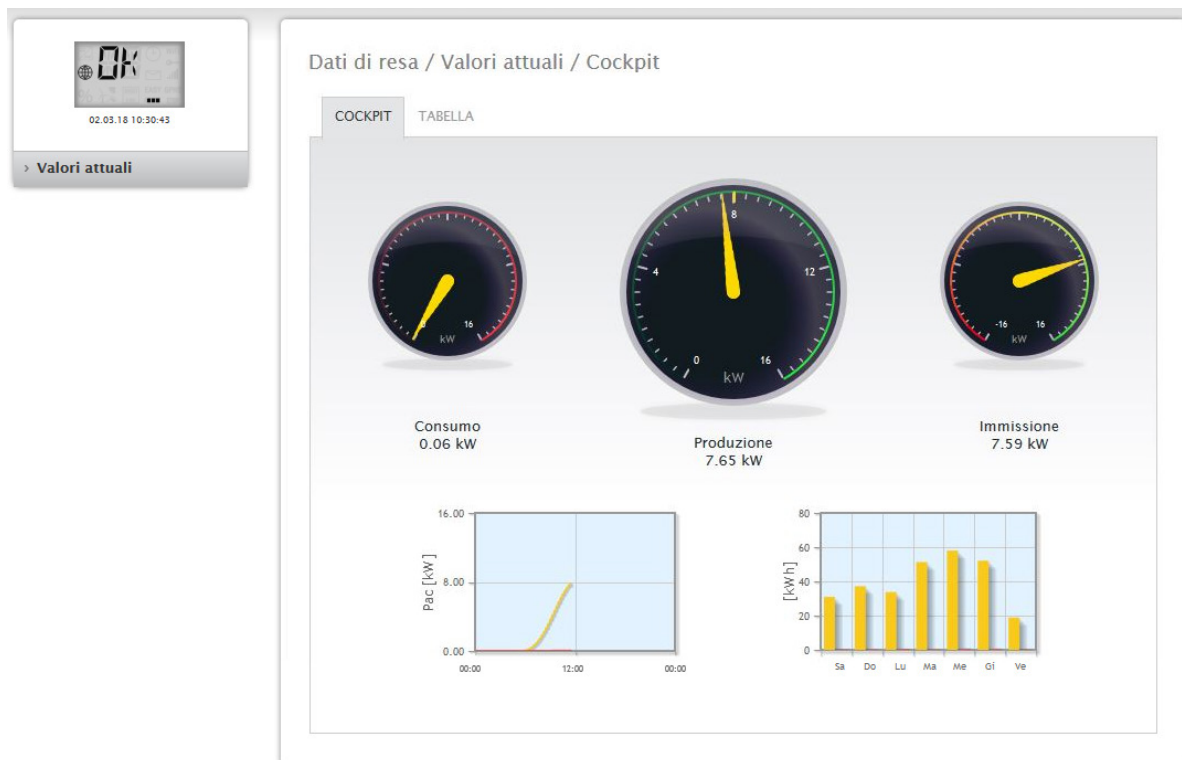 OK
02.03.18 10:30:43
› Valori attuali
Dati di resa / Valori attuali / Cockpit
COCKPIT TABELLA
0 16
kW
Consumo
0.06 kW
0 4 8 12 16
kW
Produzione
7.65 kW
-16 16
kW
Immissione
7.59 kW
16.00
8.00
0.00
Pac [kW]
00:00 12:00 00:00
80
60
40
20
0
[kWh]
Sa Do Lu Ma Me Gi Ve